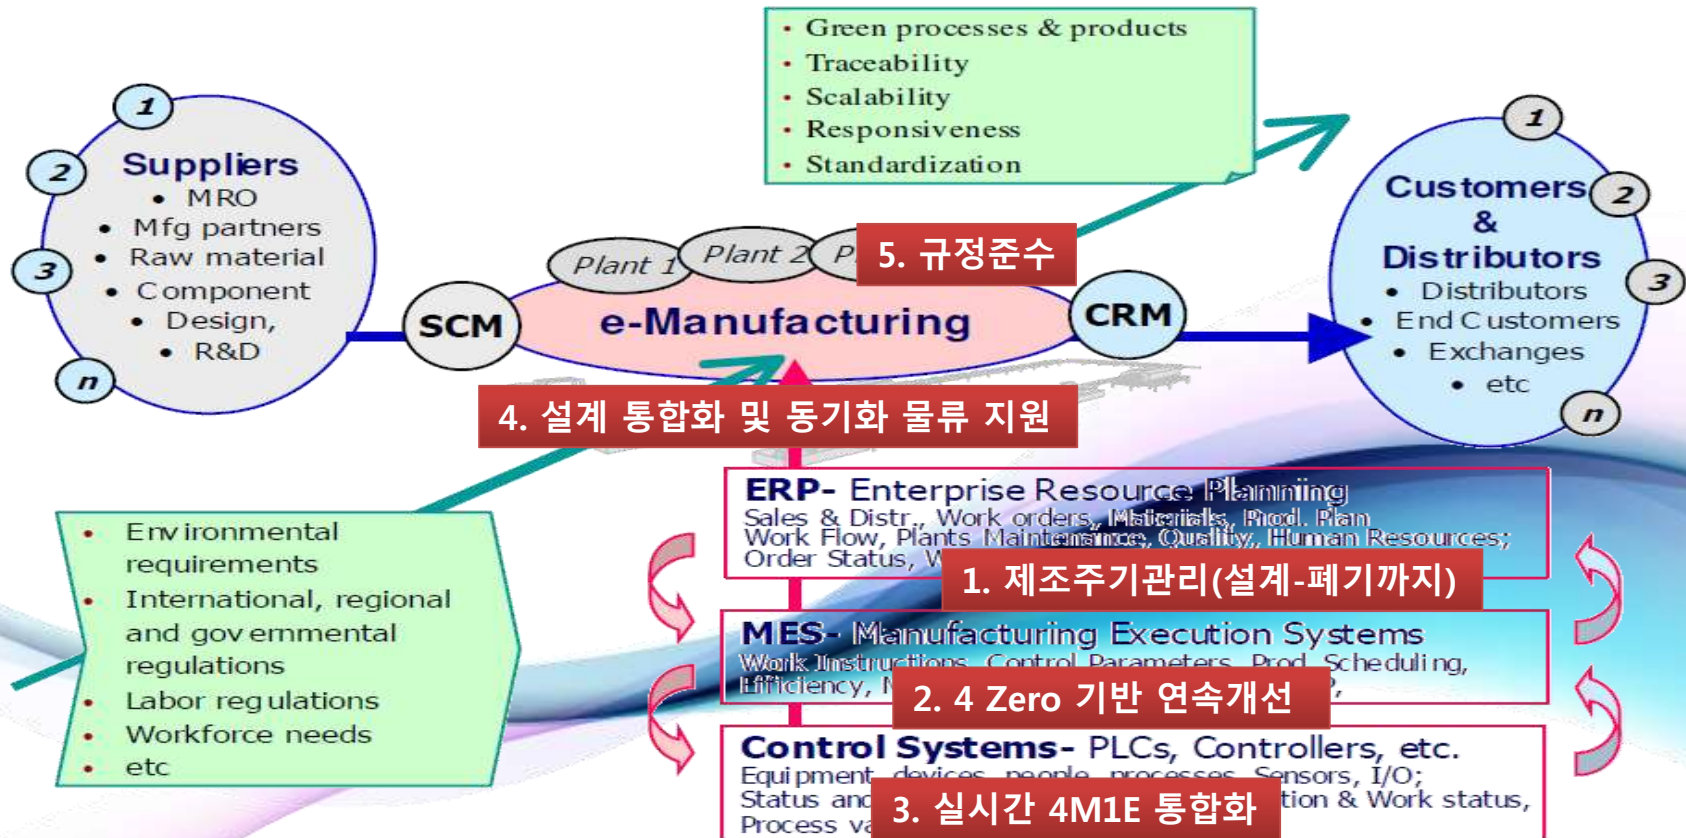 • Green processes & products
• Traceability
• Scalability
• Responsiveness
• Standardization
1
2
3
n
Suppliers
• MRO
• Mfg partners
• Raw material
• Component
• Design,
• R&D
SCM
Plant 1
Plant 2
5. 규정준수
e-Manufacturing
CRM
1
2
3
n
Customers
&
Distributors
• Distributors
• End Customers
• Exchanges
• etc
4. 설계 통합화 및 동기화 물류 지원
• Environmental
requirements
• International, regional
and governmental
regulations
• Labor regulations
• Workforce needs
• etc
ERP- Enterprise Resource Planning
Sales & Distr., Work orders, Materials, Prod. Plan
Work Flow, Plants Maintenance, Quality, Human Resources;
Order Status,
1. 제조주기관리(설계-폐기까지)
MES- Manufacturing Execution Systems
Work Instructions, Control Parameters, Prod. Scheduling,
Efficiency,
2. 4 Zero 기반 연속개선
Control Systems- PLCs, Controllers, etc.
Equipment, devices, people, processes, Sensors, I/O;
Status and & Work status,
Process
3. 실시간 4M1E 통합화